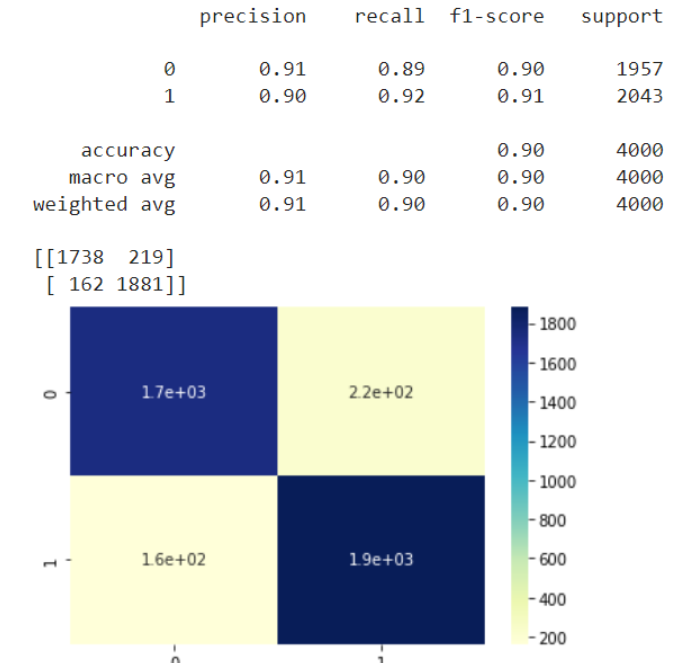 precision recall f1-score support
0 0.91 0.89 0.90 1957
1 0.90 0.92 0.91 2043
accuracy 0.90 4000
macro avg 0.91 0.90 0.90 4000
weighted avg 0.91 0.90 0.90 4000
[[1738 219]
[ 162 1881]]
0 1.7e+03 2.2e+02
1 1.6e+02 1.9e+03
0 1
1800
1600
1400
1200
1000
800
600
400
200